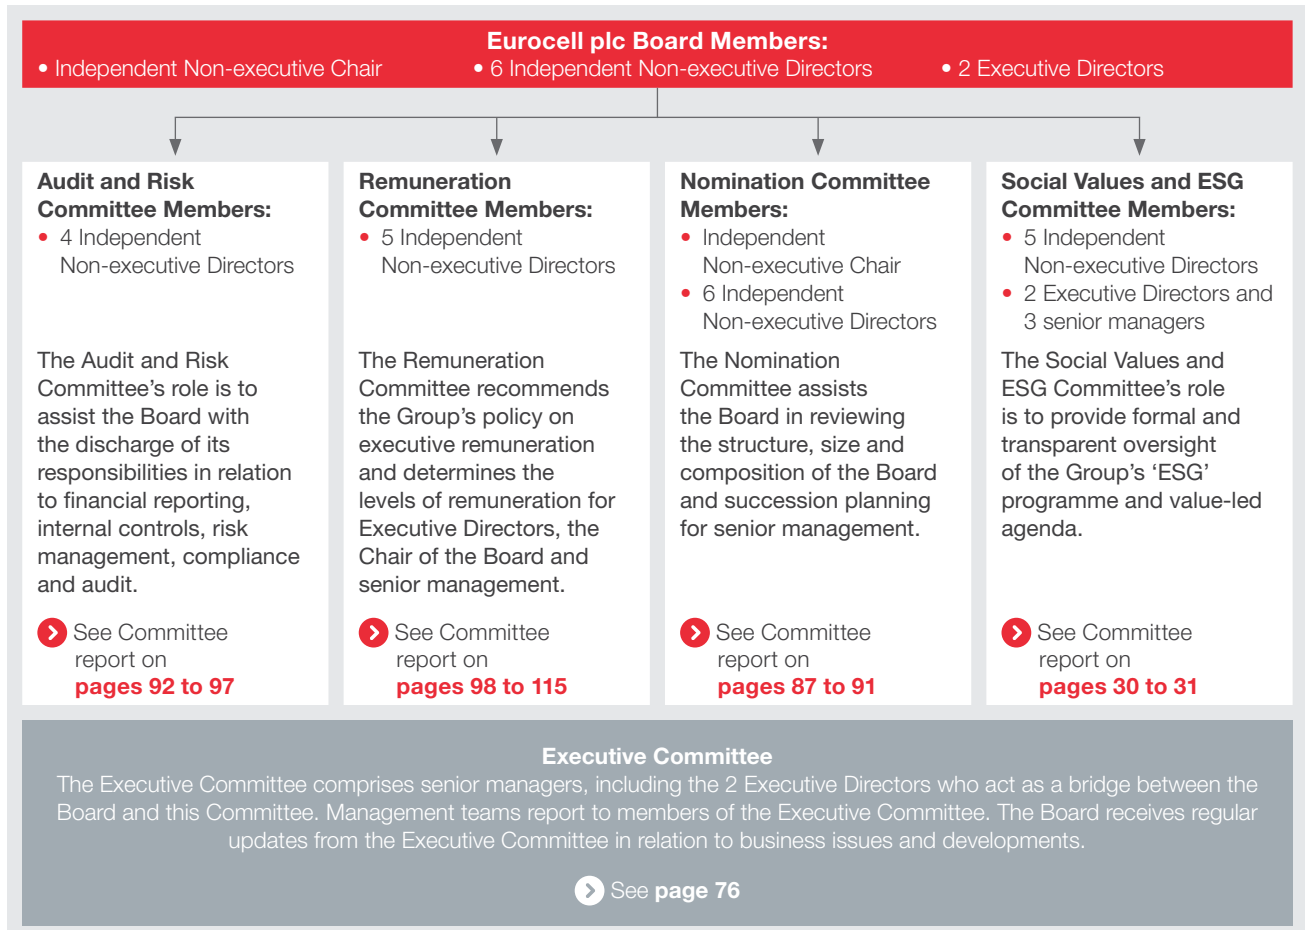 Eurocell plc Board Members:
• Independent Non-executive Chair • 6 Independent Non-executive Directors • 2 Executive Directors
Audit and Risk
Committee Members:
• 4 Independent
Non-executive Directors
The Audit and Risk
Committee’s role is to
assist the Board with
the discharge of its
responsibilities in relation
to financial reporting,
internal controls, risk
management, compliance
and audit.
See Committee
report on
pages 92 to 97
Remuneration
Committee Members:
• 5 Independent
Non-executive Directors
The Remuneration
Committee recommends
the Group’s policy on
executive remuneration
and determines the
levels of remuneration for
Executive Directors, the
Chair of the Board and
senior management.
See Committee
report on
pages 98 to 115
Nomination Committee
Members:
• Independent
Non-executive Chair
• 6 Independent
Non-executive Directors
The Nomination
Committee assists
the Board in reviewing
the structure, size and
composition of the Board
and succession planning
for senior management.
See Committee
report on
pages 87 to 91
Social Values and ESG
Committee Members:
• 5 Independent
Non-executive Directors
• 2 Executive Directors and
3 senior managers
The Social Values and
ESG Committee’s role
is to provide formal and
transparent oversight
of the Group’s ‘ESG’
programme and value-led
agenda.
See Committee
report on
pages 30 to 31
Executive Committee
The Executive Committee comprises senior managers, including the 2 Executive Directors who act as a bridge between the
Board and this Committee. Management teams report to members of the Executive Committee. The Board receives regular
updates from the Executive Committee in relation to business issues and developments.
See page 76